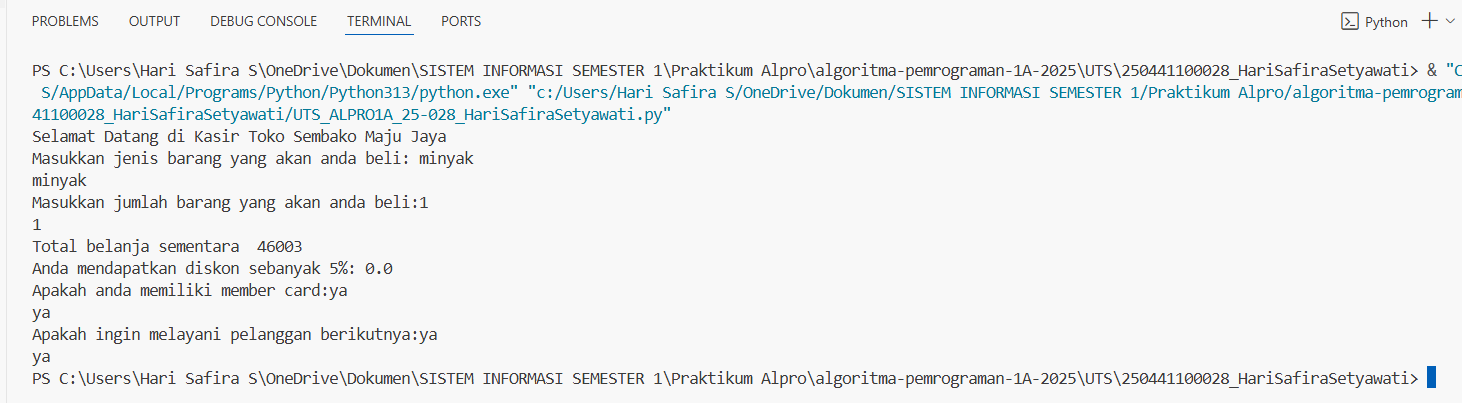 PROBLEMS OUTPUT DEBUG CONSOLE TERMINAL PORTS Python
PS C:\Users\Hari Safira S\OneDrive\Dokumen\SISTEM INFORMASI SEMESTER 1\Praktikum Alpro\algoritma-pemrograman-1A-2025\UTS\250441100028_HariSafiraSetyawati> & "C
S/AppData/Local/Programs/Python/Python313/python.exe" "c:/Users/Hari Safira S/OneDrive/Dokumen/SISTEM INFORMASI SEMESTER 1/Praktikum Alpro/algoritma-pemrogram
41100028_HariSafiraSetyawati/UTS_ALPRO1A_25-028_HariSafiraSetyawati.py"
Selamat Datang di Kasir Toko Sembako Maju Jaya
Masukkan jenis barang yang akan anda beli: minyak
minyak
Masukkan jumlah barang yang akan anda beli:1
1
Total belanja sementara  46003
Anda mendapatkan diskon sebanyak 5%: 0.0
Apakah anda memiliki member card:ya
ya
Apakah ingin melayani pelanggan berikutnya:ya
ya
PS C:\Users\Hari Safira S\OneDrive\Dokumen\SISTEM INFORMASI SEMESTER 1\Praktikum Alpro\algoritma-pemrograman-1A-2025\UTS\250441100028_HariSafiraSetyawati>